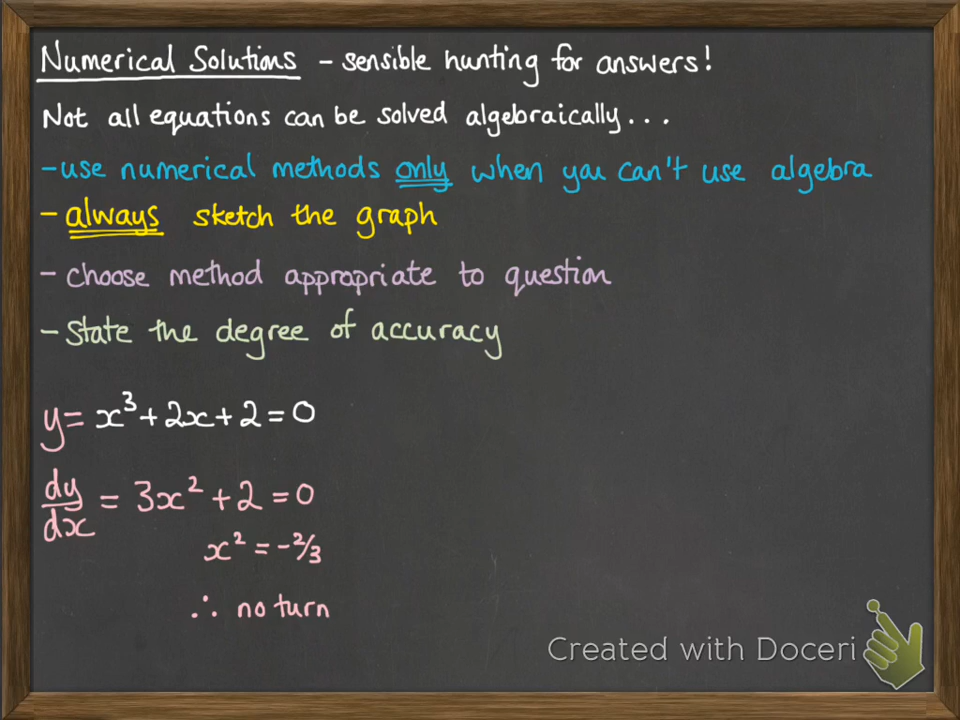 Numerical Solutions - sensible hunting for answers!
Not all equations can be solved algebraically...
- use numerical methods only when you can't use algebra
- always sketch the graph
- choose method appropriate to question
- State the degree of accuracy
y = x³ + 2x + 2 = 0
dy/dx = 3x² + 2 = 0
x² = -2/3
∴ no turn
Created with Doceri